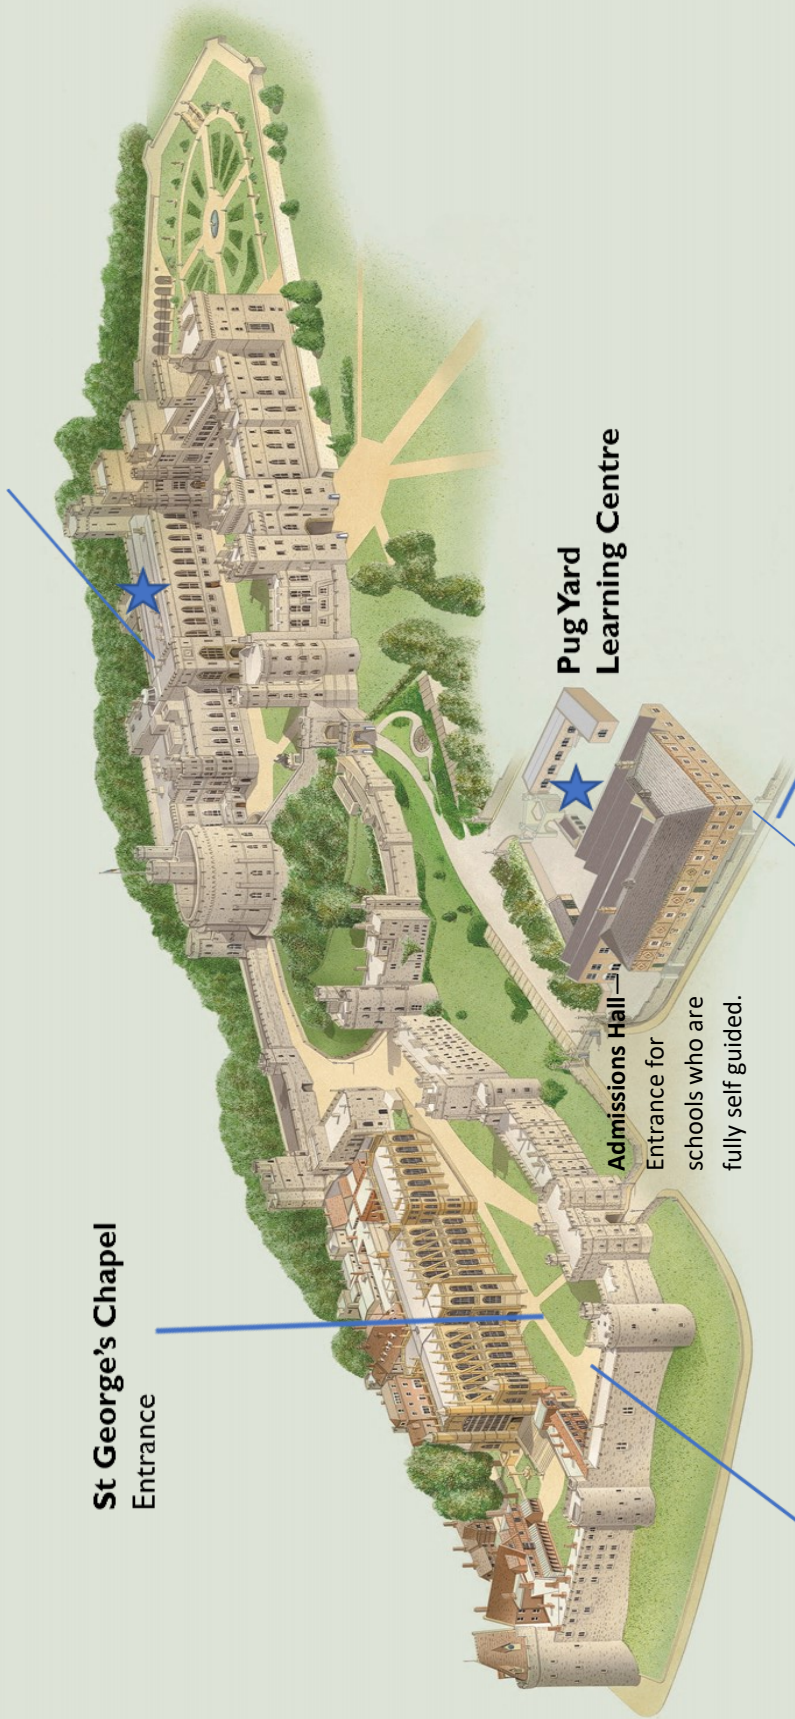 St George’s Chapel
Entrance
Pug Yard
Learning Centre
Admissions Hall—
Entrance for
schools who are
fully self guided.